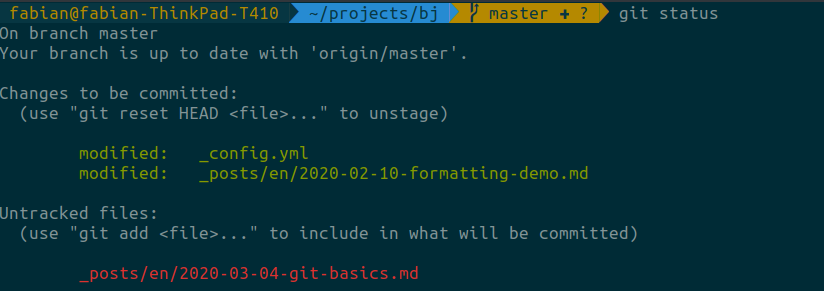 fabian@fabian-ThinkPad-T410 ~/projects/bj master ✚ ? git status
On branch master
Your branch is up to date with 'origin/master'.
Changes to be committed:
(use "git reset HEAD <file>..." to unstage)
modified: _config.yml
modified: _posts/en/2020-02-10-formatting-demo.md
Untracked files:
(use "git add <file>..." to include in what will be committed)
_posts/en/2020-03-04-git-basics.md